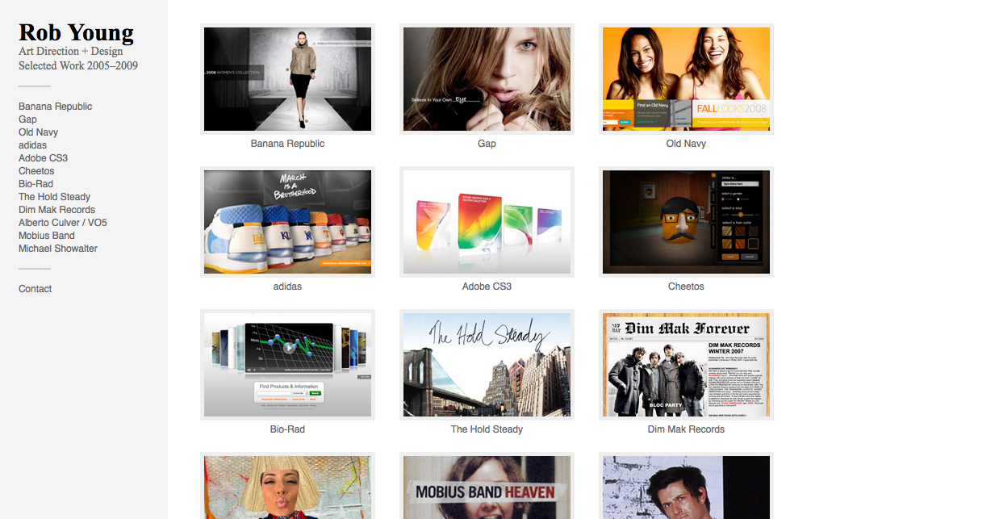 Rob Young
Art Direction + Design
Selected Work 2005–2009
Banana Republic
Gap
Old Navy
adidas
Adobe CS3
Cheetos
Bio-Rad
The Hold Steady
Dim Mak Records
Alberto Culver / VO5
Mobius Band
Michael Showalter
Contact
2008 WOMEN'S COLLECTION
Banana Republic
Believe In Your Own Eye
Gap
Find an Old Navy
FALL LOOKS 2008
Old Navy
MARCH
IS A
BROTHERHOOD
KU
adidas
Adobe CS3
Type status here
select a gender
select a size
select a hair color
Cheetos
Find Products & Information
Bio-Rad
The Hold Steady
The Hold Steady
Dim Mak Forever
DIM MAK RECORDS
WINTER 2007
BLOC PARTY
Dim Mak Records
MOBIUS BAND HEAVEN